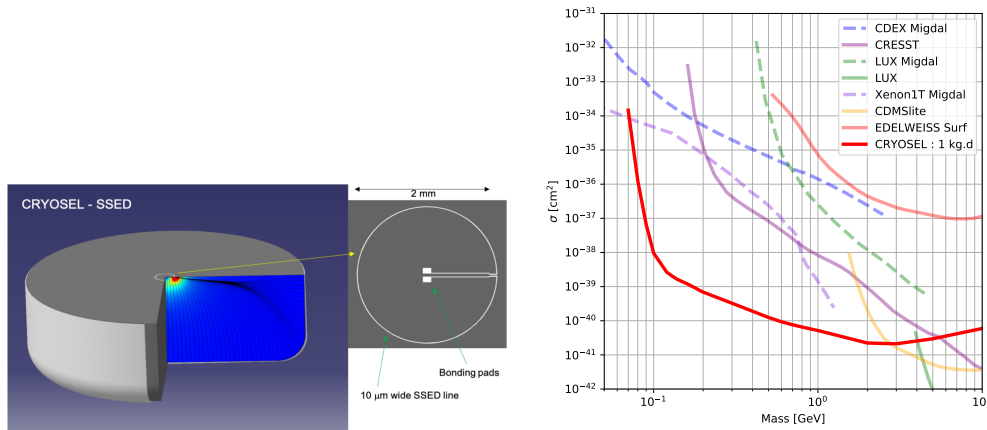 CRYOSEL - SSED
2 mm
Bonding pads
10 μm wide SSED line
10⁻³¹
10⁻³²
10⁻³³
10⁻³⁴
10⁻³⁵
10⁻³⁶
10⁻³⁷
10⁻³⁸
10⁻³⁹
10⁻⁴⁰
10⁻⁴¹
10⁻⁴²
σ [cm²]
CDEX Migdal
CRESST
LUX Migdal
LUX
Xenon1T Migdal
CDMSlite
EDELWEISS Surf
CRYOSEL : 1 kg.d
10⁻¹ 10⁰ 10
Mass [GeV]